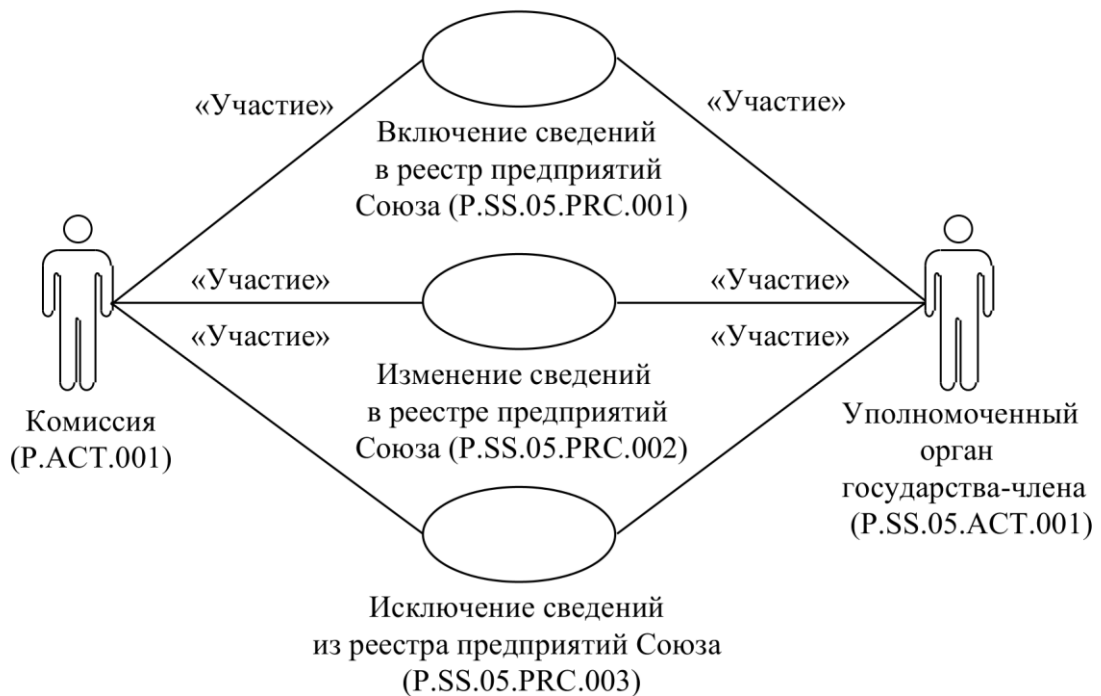 «Участие»
«Участие»
Включение сведений
в реестр предприятий
Союза (P.SS.05.PRC.001)
«Участие»
«Участие»
«Участие»
«Участие»
Изменение сведений
в реестре предприятий
Союза (P.SS.05.PRC.002)
Комиссия
(P.ACT.001)
Уполномоченный
орган
государства-члена
(P.SS.05.ACT.001)
Исключение сведений
из реестра предприятий Союза
(P.SS.05.PRC.003)